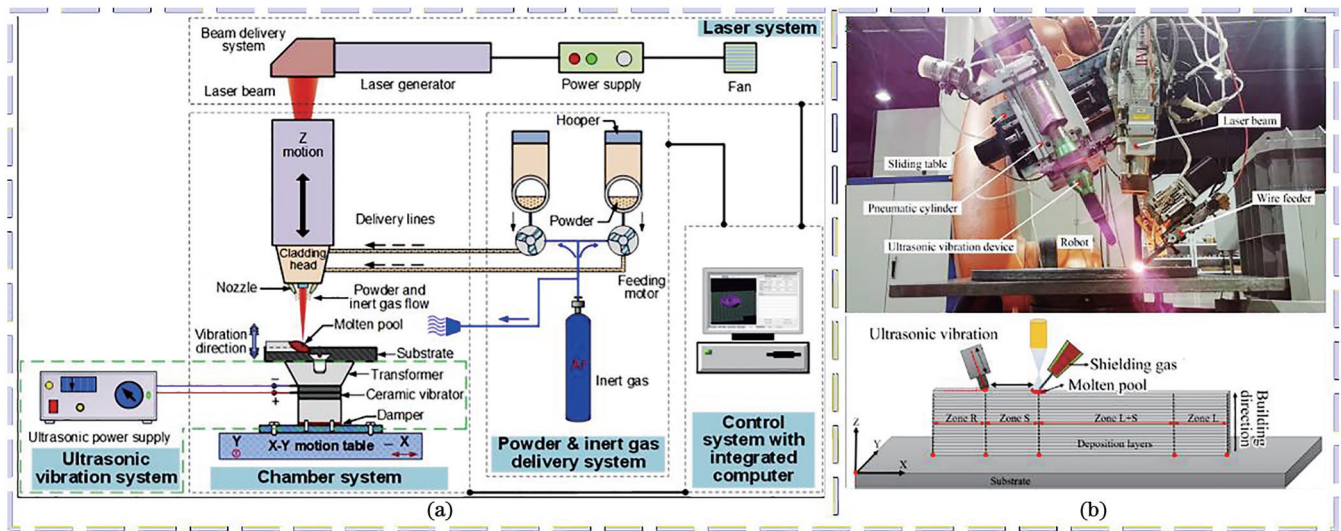 Laser system
Beam delivery
system
Laser beam
Laser generator
Power supply
Fan
Z
motion
Cladding
head
Nozzle
Powder and
inert gas flow
Molten pool
Vibration
direction
Substrate
Transformer
Ceramic vibrator
Damper
−
+
Ultrasonic power supply
Ultrasonic
vibration system
Y
X-Y motion table
X
Chamber system
Hooper
Powder
Delivery lines
Feeding
motor
Ar
Inert gas
Powder & inert gas
delivery system
Control
system with
integrated
computer
(a)
Laser beam
Sliding table
Pneumatic cylinder
Wire feeder
Ultrasonic vibration device
Robot
Ultrasonic vibration
Shielding gas
Molten pool
Zone R
Zone S
Zone L+S
Zone L
Deposition layers
Building
direction
Z
Y
X
Substrate
(b)